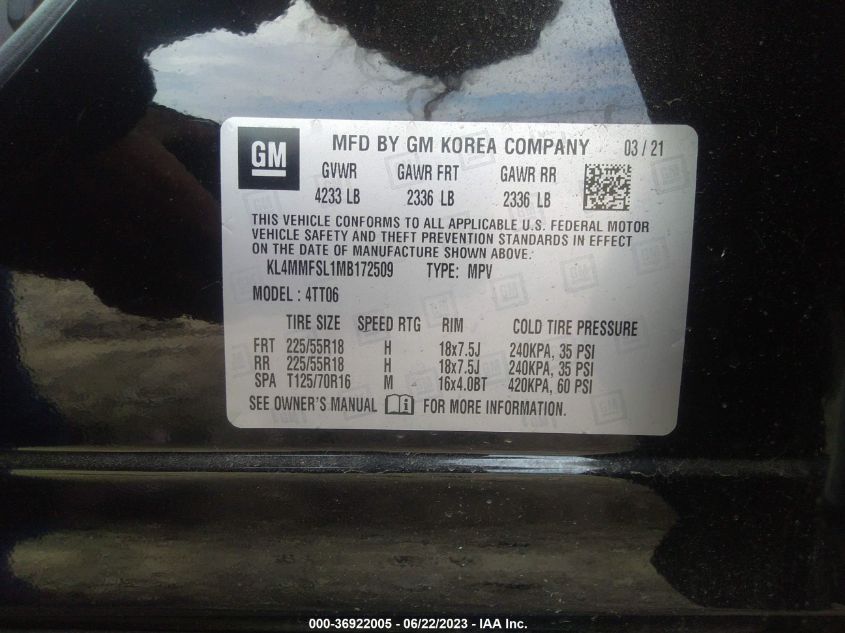 GM
MFD BY GM KOREA COMPANY 03 / 21
GVWR GAWR FRT GAWR RR
4233 LB 2336 LB 2336 LB
THIS VEHICLE CONFORMS TO ALL APPLICABLE U.S. FEDERAL MOTOR
VEHICLE SAFETY AND THEFT PREVENTION STANDARDS IN EFFECT
ON THE DATE OF MANUFACTURE SHOWN ABOVE.
KL4MMFSL1MB172509 TYPE: MPV
MODEL : 4TT06
TIRE SIZE SPEED RTG RIM COLD TIRE PRESSURE
FRT 225/55R18 H 18x7.5J 240KPA, 35 PSI
RR 225/55R18 H 18x7.5J 240KPA, 35 PSI
SPA T125/70R16 M 16x4.0BT 420KPA, 60 PSI
SEE OWNER'S MANUAL FOR MORE INFORMATION.
000-36922005 - 06/22/2023 - IAA Inc.